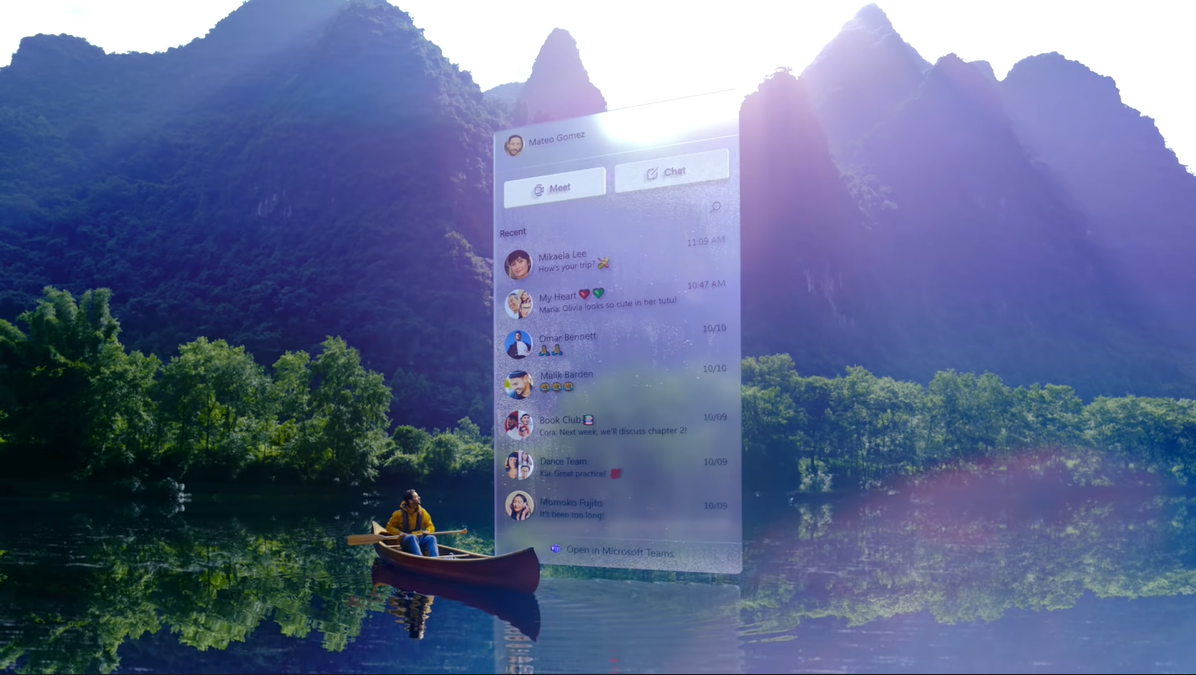 Mateo Gomez
Meet
Chat
Recent
11:09 AM
Mikaela Lee
How's your trip?
10:47 AM
My Heart
Maria: Olivia looks so cute in her tutu!
10/10
Omar Bennett
10/10
Malik Barden
Book Club
10/09
Cora: Next week, we'll discuss chapter 2!
Dance Team
10/09
Kia: Great practice!
Momoko Fujito
10/09
It's been too long!
Open in Microsoft Teams